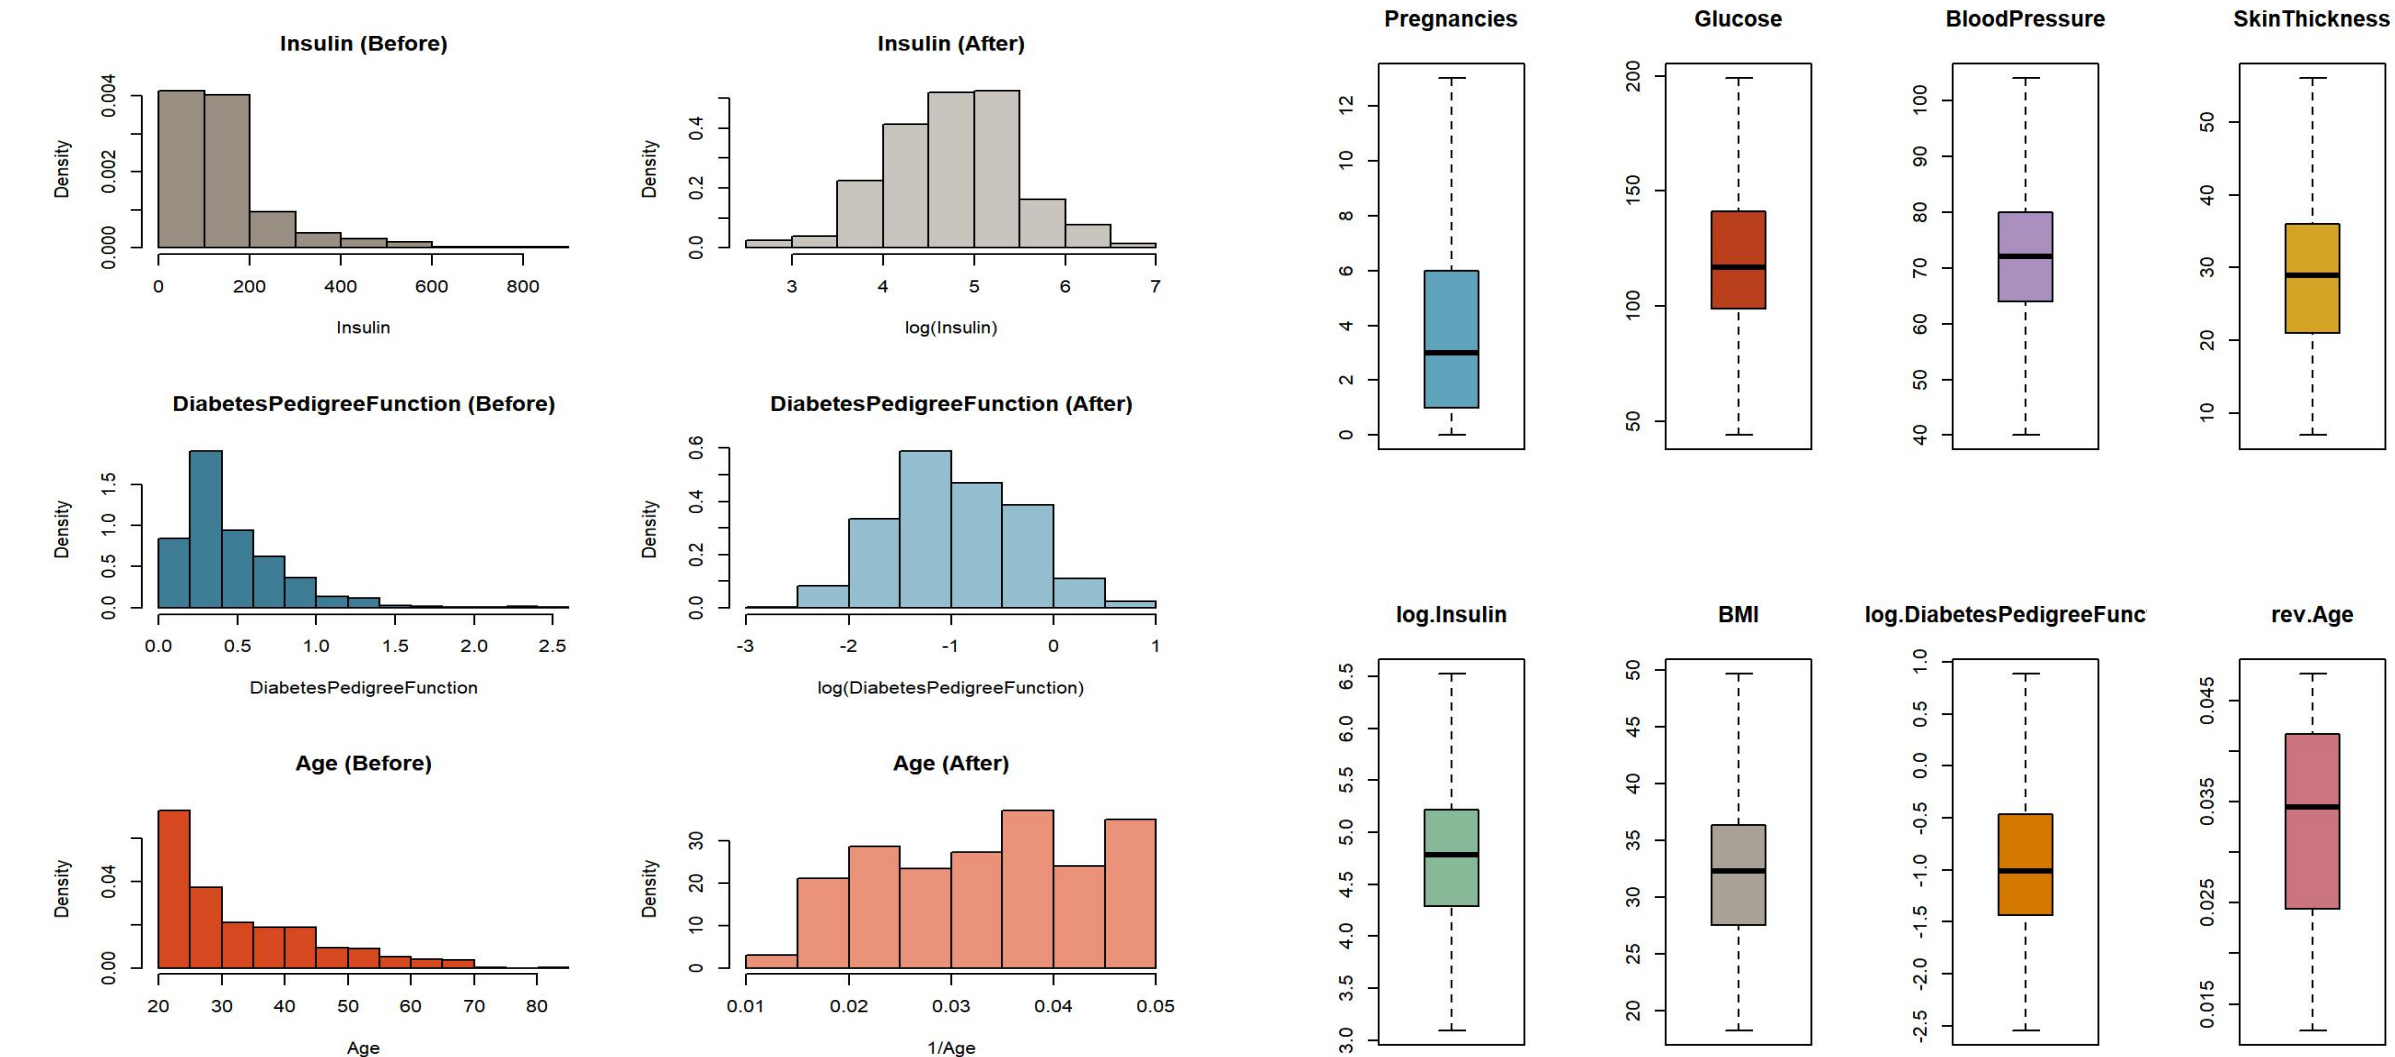 Insulin (Before)
Density
0.000 0.002 0.004
0 200 400 600 800
Insulin
Insulin (After)
Density
0.0 0.2 0.4
3 4 5 6 7
log(Insulin)
DiabetesPedigreeFunction (Before)
Density
0.0 0.5 1.0 1.5
0.0 0.5 1.0 1.5 2.0 2.5
DiabetesPedigreeFunction
DiabetesPedigreeFunction (After)
Density
0.0 0.2 0.4 0.6
-3 -2 -1 0 1
log(DiabetesPedigreeFunction)
Age (Before)
Density
0.00 0.04
20 30 40 50 60 70 80
Age
Age (After)
Density
0 10 20 30
0.01 0.02 0.03 0.04 0.05
1/Age
Pregnancies
0 2 4 6 8 10 12
Glucose
50 100 150 200
BloodPressure
40 50 60 70 80 90 100
SkinThickness
10 20 30 40 50
log.Insulin
3.0 3.5 4.0 4.5 5.0 5.5 6.0 6.5
BMI
20 25 30 35 40 45 50
log.DiabetesPedigreeFunc
-2.5 -2.0 -1.5 -1.0 -0.5 0.0 0.5 1.0
rev.Age
0.015 0.025 0.035 0.045